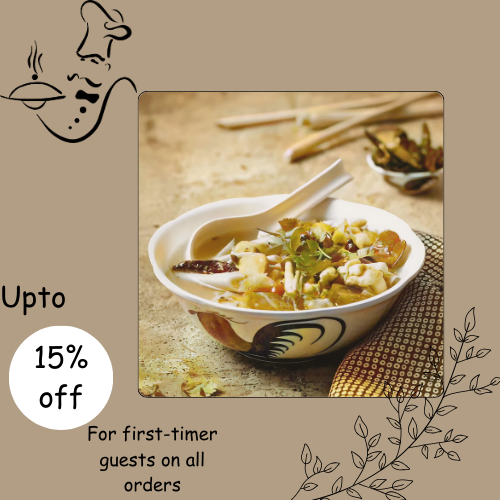 Upto
15%
off
For first-timer
guests on all
orders